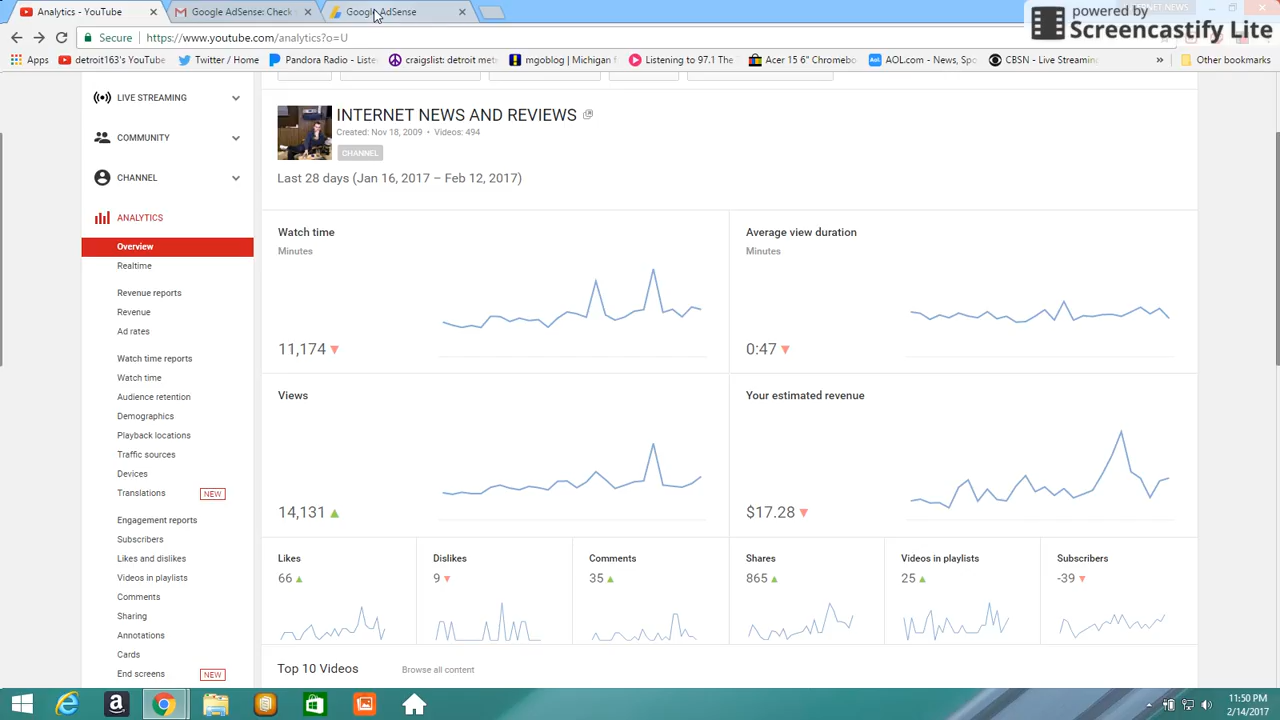 Analytics - YouTube
Google AdSense: Check
Google AdSense
powered by
Screencastify Lite
Secure
https://www.youtube.com/analytics?o=U
Apps
detroit163's YouTube
Twitter / Home
Pandora Radio - Liste
craigslist: detroit met
mgoblog | Michigan F
Listening to 97.1 The
Acer 15 6" Chromebo
AOL.com - News, Spo
CBSN - Live Streaming
»
Other bookmarks
LIVE STREAMING
COMMUNITY
CHANNEL
ANALYTICS
Overview
Realtime
Revenue reports
Revenue
Ad rates
Watch time reports
Watch time
Audience retention
Demographics
Playback locations
Traffic sources
Devices
Translations NEW
Engagement reports
Subscribers
Likes and dislikes
Videos in playlists
Comments
Sharing
Annotations
Cards
End screens NEW
INTERNET NEWS AND REVIEWS
Created: Nov 18, 2009 • Videos: 494
CHANNEL
Last 28 days (Jan 16, 2017 – Feb 12, 2017)
Watch time
Minutes
11,174
Average view duration
Minutes
0:47
Views
14,131
Your estimated revenue
$17.28
Likes
66
Dislikes
9
Comments
35
Shares
865
Videos in playlists
25
Subscribers
-39
Top 10 Videos
Browse all content
11:50 PM
2/14/2017